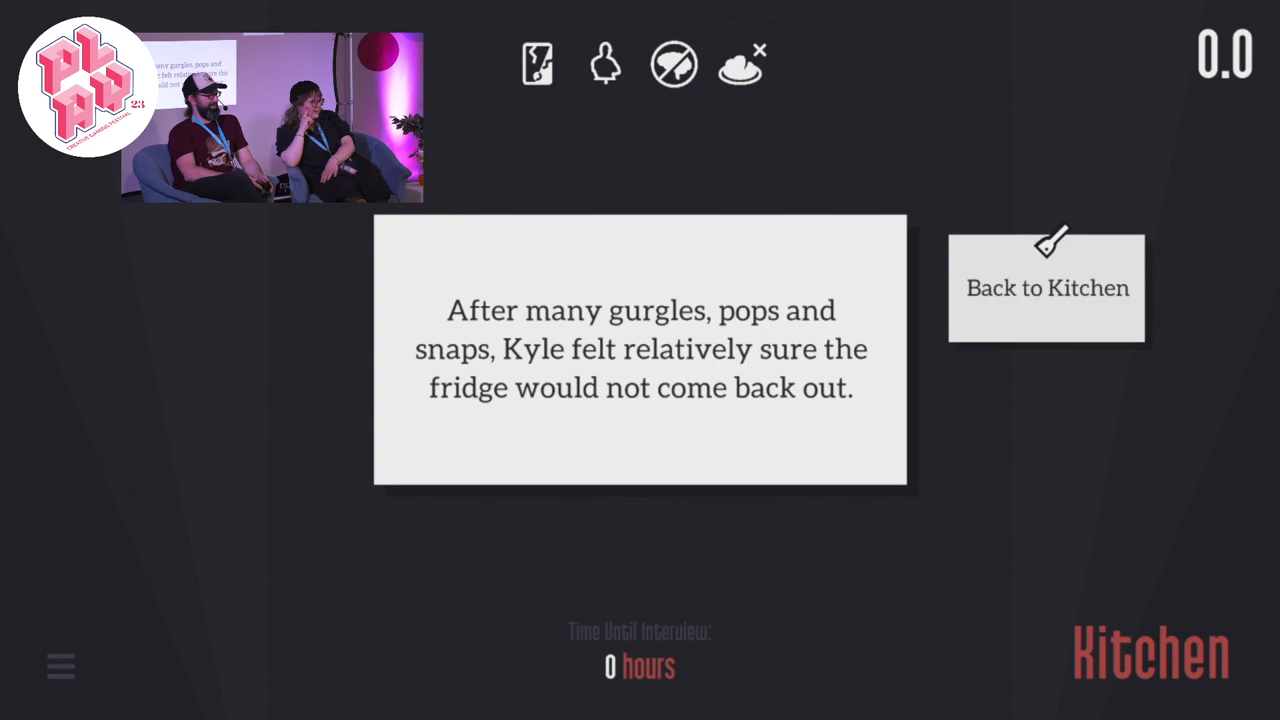 PLAY
23
CREATIVE GAMING FESTIVAL
0.0
After many gurgles, pops and
snaps, Kyle felt relatively sure the
fridge would not come back out.
Back to Kitchen
Time Until Interview:
0 hours
Kitchen